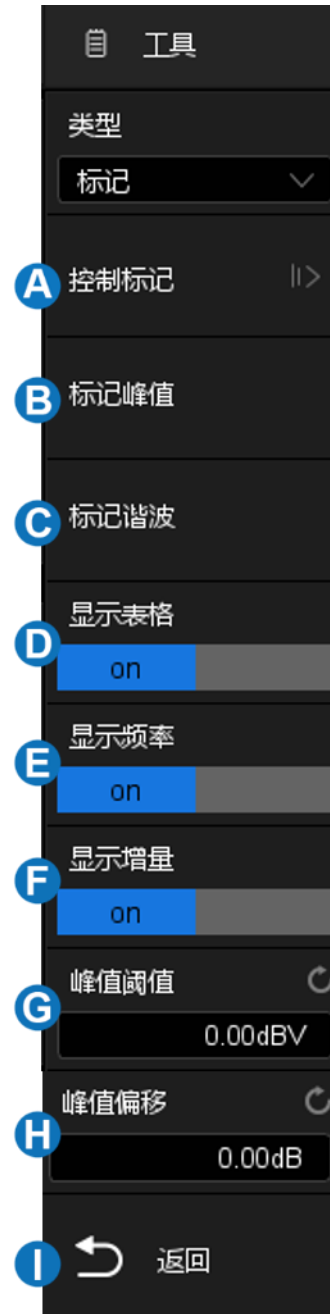 工具
类型
标记
A 控制标记
B 标记峰值
C 标记谐波
显示表格
D on
显示频率
E on
显示增量
F on
峰值阈值
G 0.00dBV
峰值偏移
H 0.00dB
I 返回